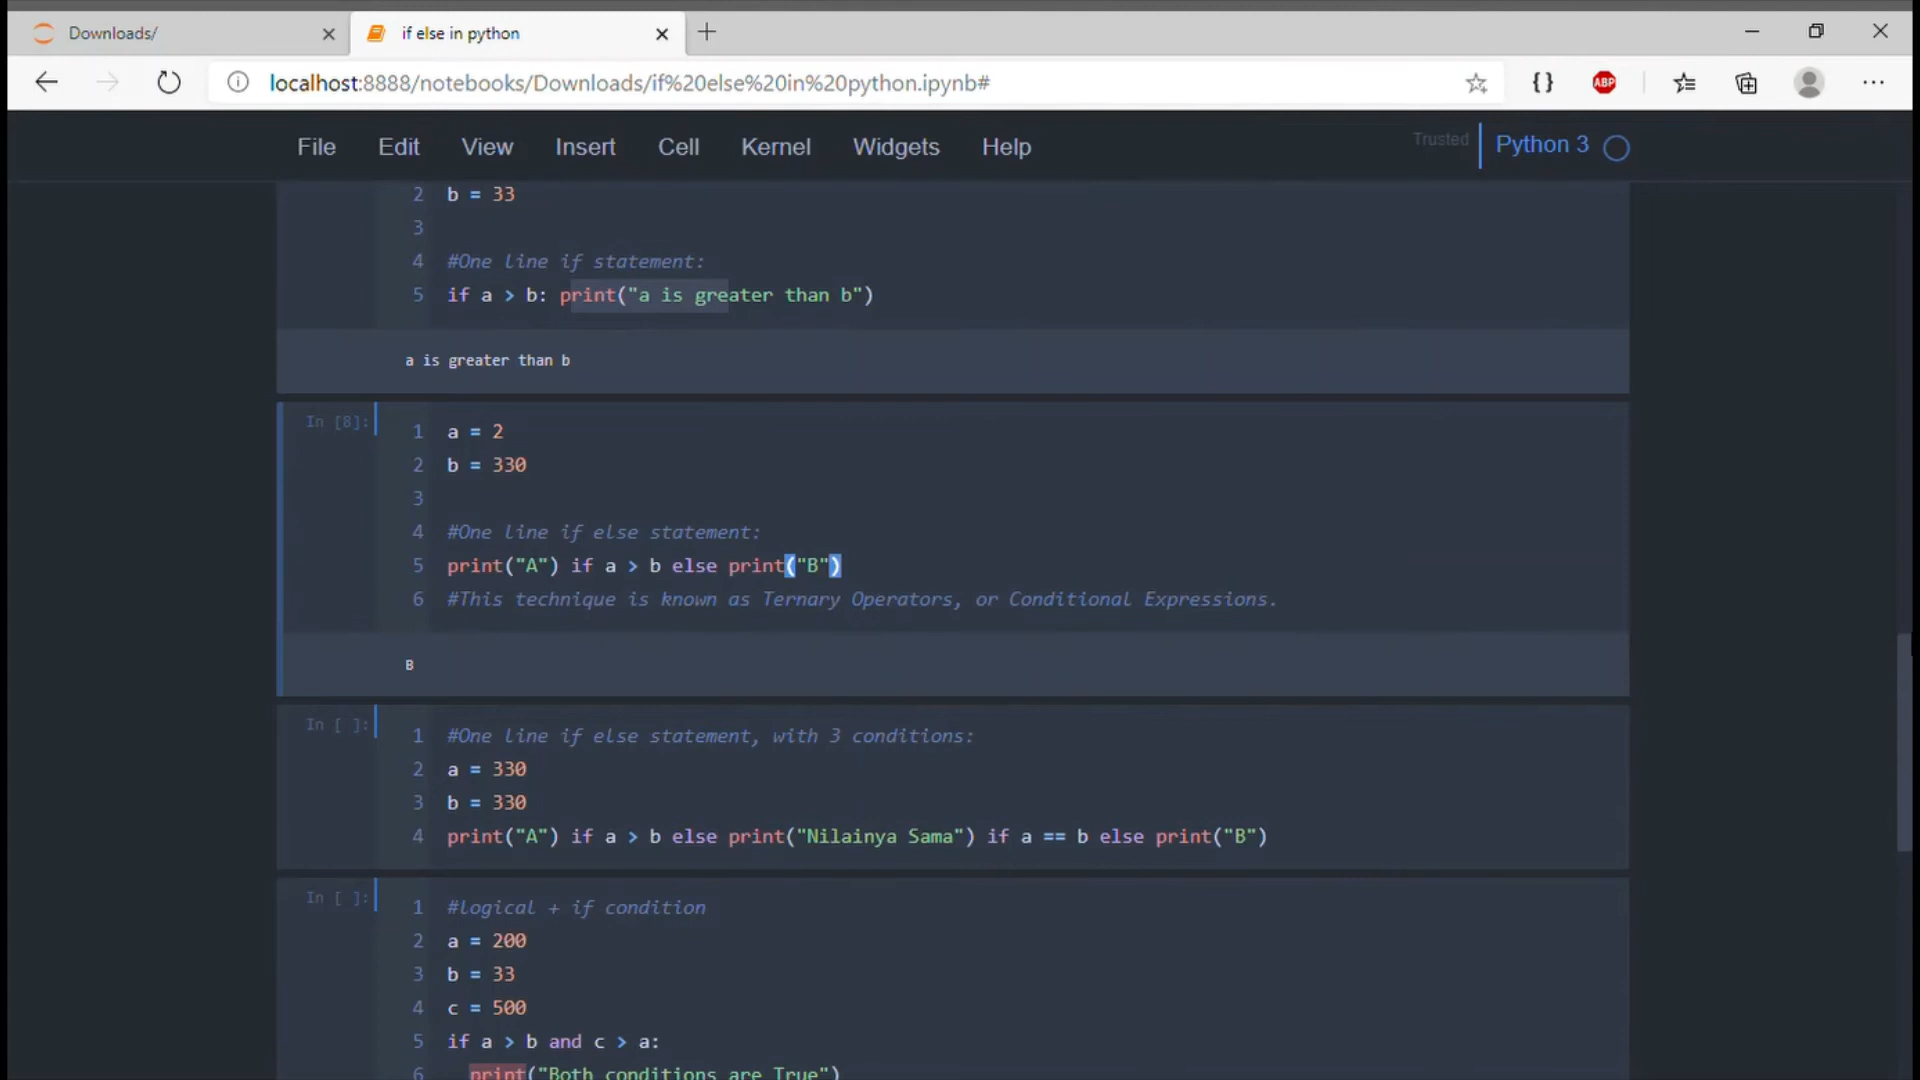 Downloads/
if else in python
localhost:8888/notebooks/Downloads/if%20else%20in%20python.ipynb#
ABP
File Edit View Insert Cell Kernel Widgets Help
Trusted
Python 3
2 b = 33
3
4 #One line if statement:
5 if a > b: print("a is greater than b")
a is greater than b
In [8]:
1 a = 2
2 b = 330
3
4 #One line if else statement:
5 print("A") if a > b else print("B")
6 #This technique is known as Ternary Operators, or Conditional Expressions.
B
In [ ]:
1 #One line if else statement, with 3 conditions:
2 a = 330
3 b = 330
4 print("A") if a > b else print("Nilainya Sama") if a == b else print("B")
In [ ]:
1 #logical + if condition
2 a = 200
3 b = 33
4 c = 500
5 if a > b and c > a:
6 print("Both conditions are True")